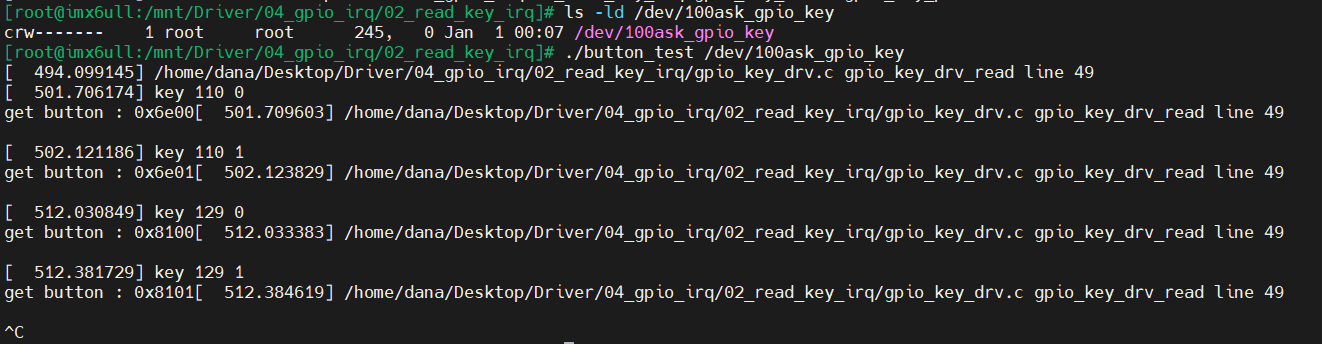 [root@imx6ull:/mnt/Driver/04_gpio_irq/02_read_key_irq]# ls -ld /dev/100ask_gpio_key
crw------- 1 root root 245, 0 Jan 1 00:07 /dev/100ask_gpio_key
[root@imx6ull:/mnt/Driver/04_gpio_irq/02_read_key_irq]# ./button_test /dev/100ask_gpio_key
[ 494.099145] /home/dana/Desktop/Driver/04_gpio_irq/02_read_key_irq/gpio_key_drv.c gpio_key_drv_read line 49
[ 501.706174] key 110 0
get button : 0x6e00[ 501.709603] /home/dana/Desktop/Driver/04_gpio_irq/02_read_key_irq/gpio_key_drv.c gpio_key_drv_read line 49
[ 502.121186] key 110 1
get button : 0x6e01[ 502.123829] /home/dana/Desktop/Driver/04_gpio_irq/02_read_key_irq/gpio_key_drv.c gpio_key_drv_read line 49
[ 512.030849] key 129 0
get button : 0x8100[ 512.033383] /home/dana/Desktop/Driver/04_gpio_irq/02_read_key_irq/gpio_key_drv.c gpio_key_drv_read line 49
[ 512.381729] key 129 1
get button : 0x8101[ 512.384619] /home/dana/Desktop/Driver/04_gpio_irq/02_read_key_irq/gpio_key_drv.c gpio_key_drv_read line 49
^C